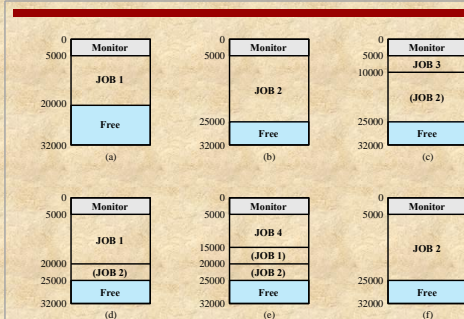 0
Monitor
5000
JOB 1
20000
Free
32000
(a)
0
Monitor
5000
JOB 2
25000
Free
32000
(b)
0
Monitor
5000
JOB 3
10000
(JOB 2)
25000
Free
32000
(c)
0
Monitor
5000
JOB 1
20000
(JOB 2)
25000
Free
32000
(d)
0
Monitor
5000
JOB 4
15000
(JOB 1)
20000
(JOB 2)
25000
Free
32000
(e)
0
Monitor
5000
JOB 2
25000
Free
32000
(f)